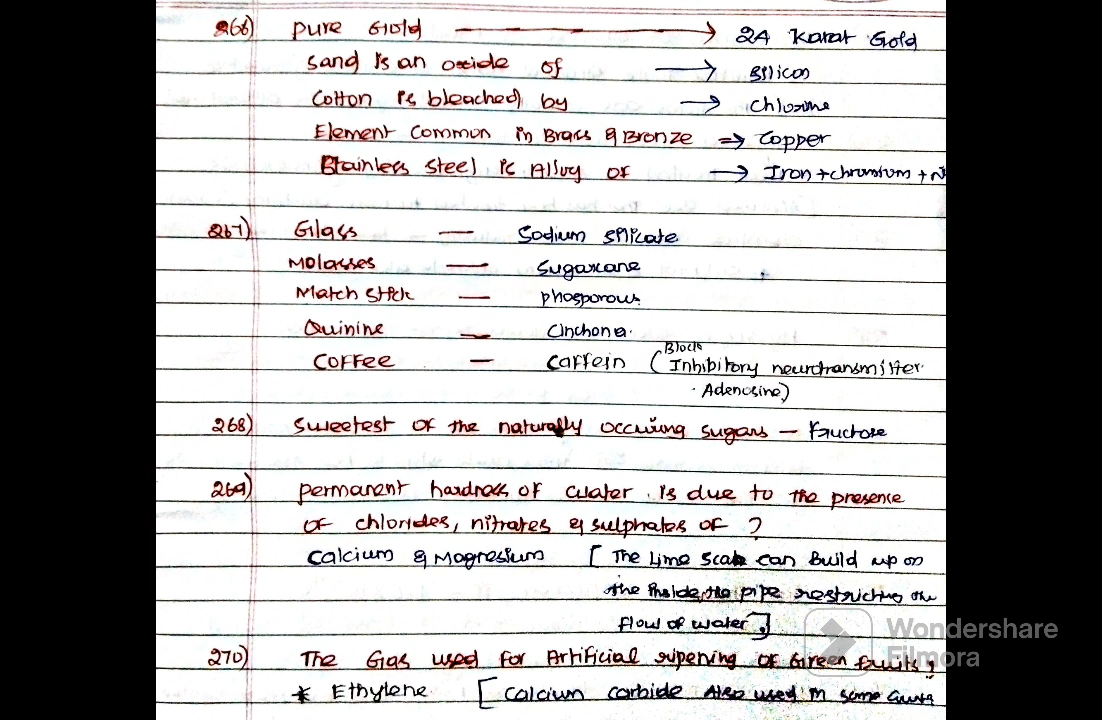 266) Pure Gold → 24 Karat Gold
Sand is an oxide of → Silicon
Cotton is bleached by → Chlorine
Element Common in Brass & Bronze ⇒ Copper
Stainless steel is Alloy of → Iron + chromium + Ni
267) Glass — Sodium silicate
Molasses — Sugarcane
Match stick — phosporous
Quinine — Cinchona.
COFFEE — Caffein (Block Inhibitory neurotransmitter.
Adenosine)
268) Sweetest of the naturally occuring sugars — Fructose
269) permanent hardness of water is due to the presence
of chlorides, nitrates & sulphates of ?
Calcium & Magnesium [The Lime scale can build up on
the inside the pipe restricting the
flow of water]
270) The Gas used for Artificial ripening of Green fruits?
* Ethylene [Calcium carbide Also used in some
Wondershare
Filmora